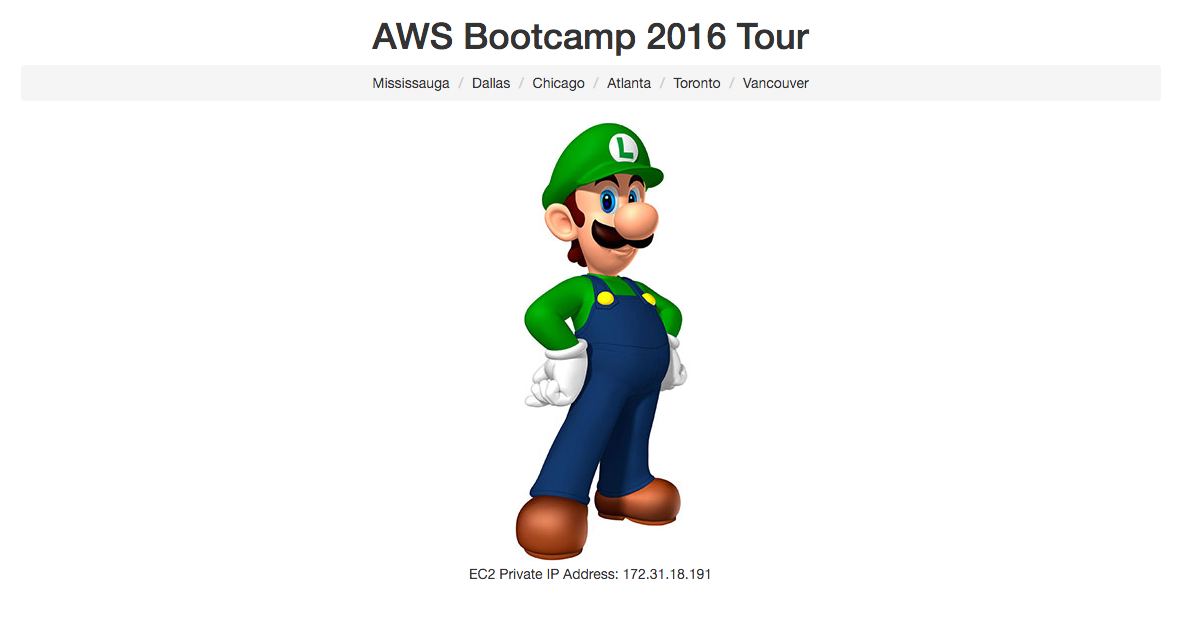 AWS Bootcamp 2016 Tour
Mississauga / Dallas / Chicago / Atlanta / Toronto / Vancouver
L
EC2 Private IP Address: 172.31.18.191